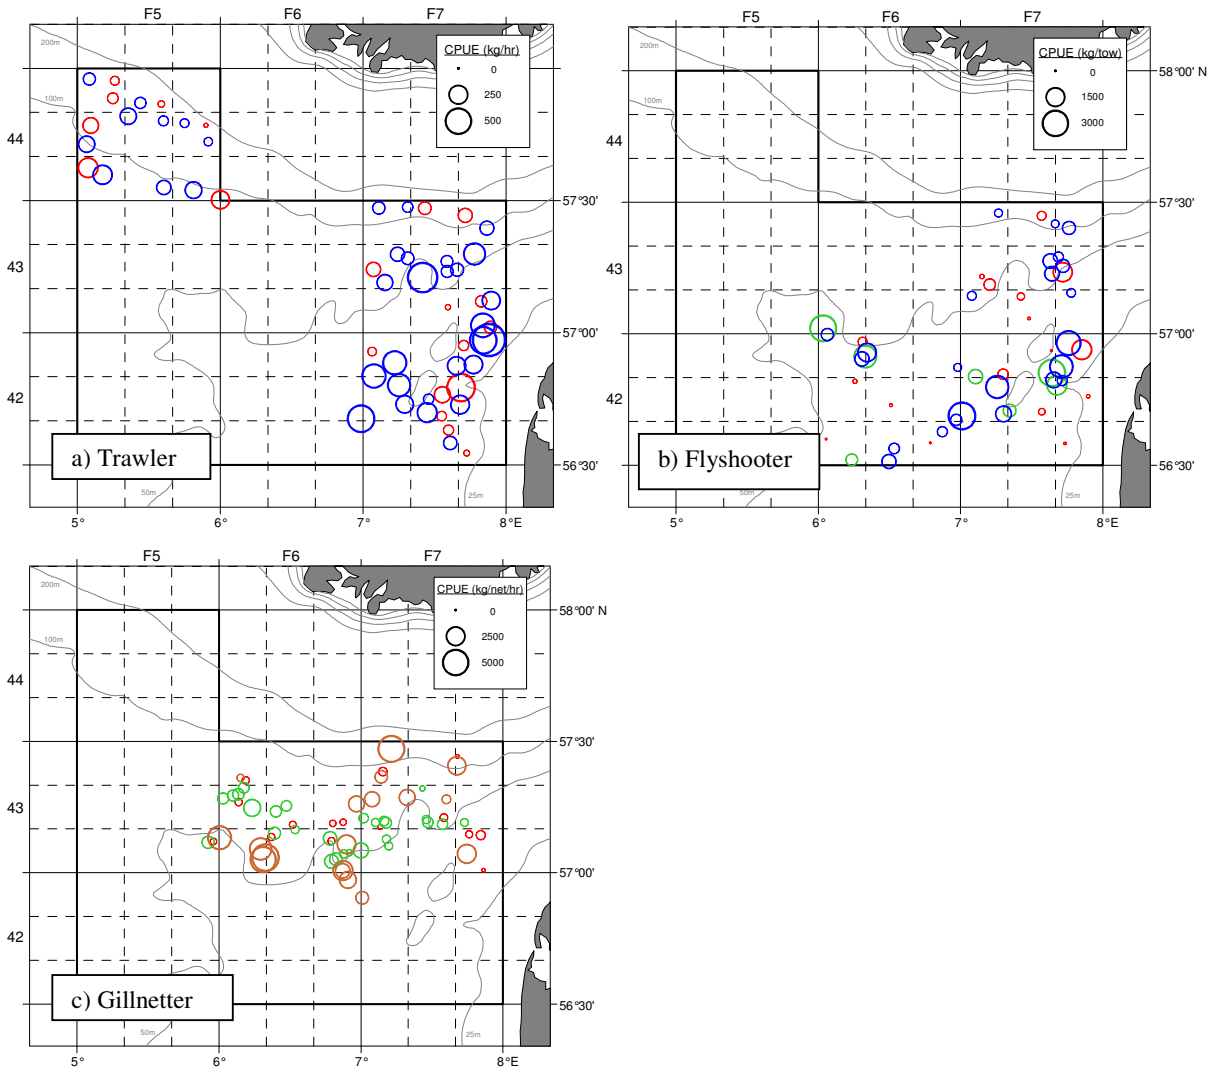 F5 F6 F7
200m
CPUE (kg/hr)
0
250
500
100m
44
57°30'
43
57°00'
42
a) Trawler
56°30'
50m
25m
5° 6° 7° 8°E
F5 F6 F7
200m
CPUE (kg/tow)
0
1500
3000
58°00' N
100m
44
57°30'
43
57°00'
42
b) Flyshooter
56°30'
25m
5° 6° 7° 8°E
F5 F6 F7
200m
CPUE (kg/net/hr)
0
2500
5000
58°00' N
100m
44
57°30'
43
57°00'
42
c) Gillnetter
56°30'
50m
25m
5° 6° 7° 8°E